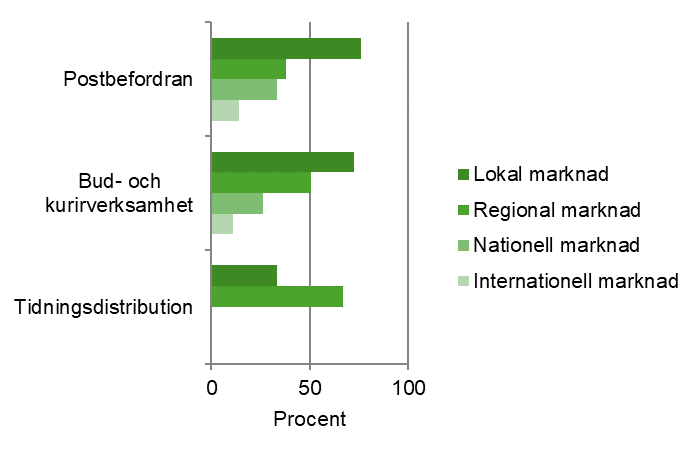 Postbefordran
Bud- och
kurirverksamhet
Tidningsdistribution
0
50
100
Procent
Lokal marknad
Regional marknad
Nationell marknad
Internationell marknad